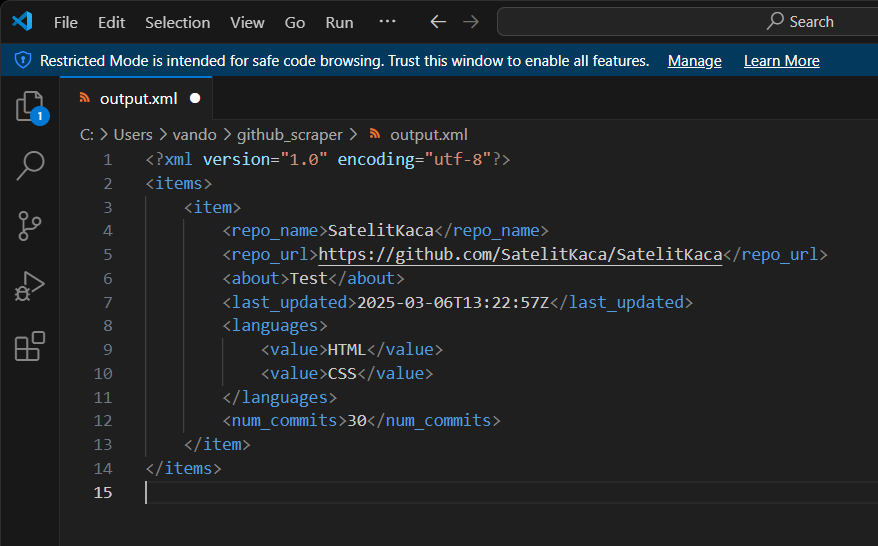 File Edit Selection View Go Run ··· Search
Restricted Mode is intended for safe code browsing. Trust this window to enable all features. Manage Learn More
1
output.xml
C: > Users > vando > github_scraper > output.xml
1 <?xml version="1.0" encoding="utf-8"?>
2 <items>
3 <item>
4 <repo_name>SatelitKaca</repo_name>
5 <repo_url>https://github.com/SatelitKaca/SatelitKaca</repo_url>
6 <about>Test</about>
7 <last_updated>2025-03-06T13:22:57Z</last_updated>
8 <languages>
9 <value>HTML</value>
10 <value>CSS</value>
11 </languages>
12 <num_commits>30</num_commits>
13 </item>
14 </items>
15